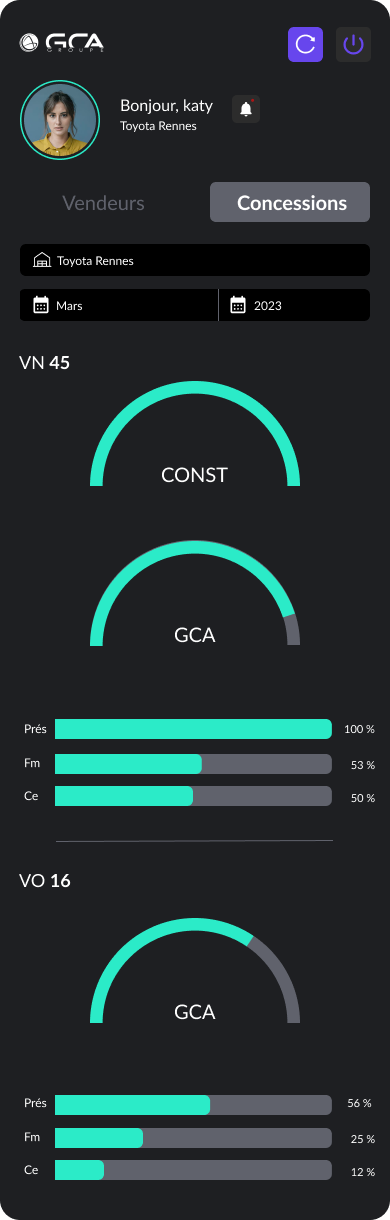 GCA
GROUPE
Bonjour, katy
Toyota Rennes
Vendeurs Concessions
Toyota Rennes
Mars 2023
VN 45
CONST
GCA
Prés 100 %
Fm 53 %
Ce 50 %
VO 16
GCA
Prés 56 %
Fm 25 %
Ce 12 %